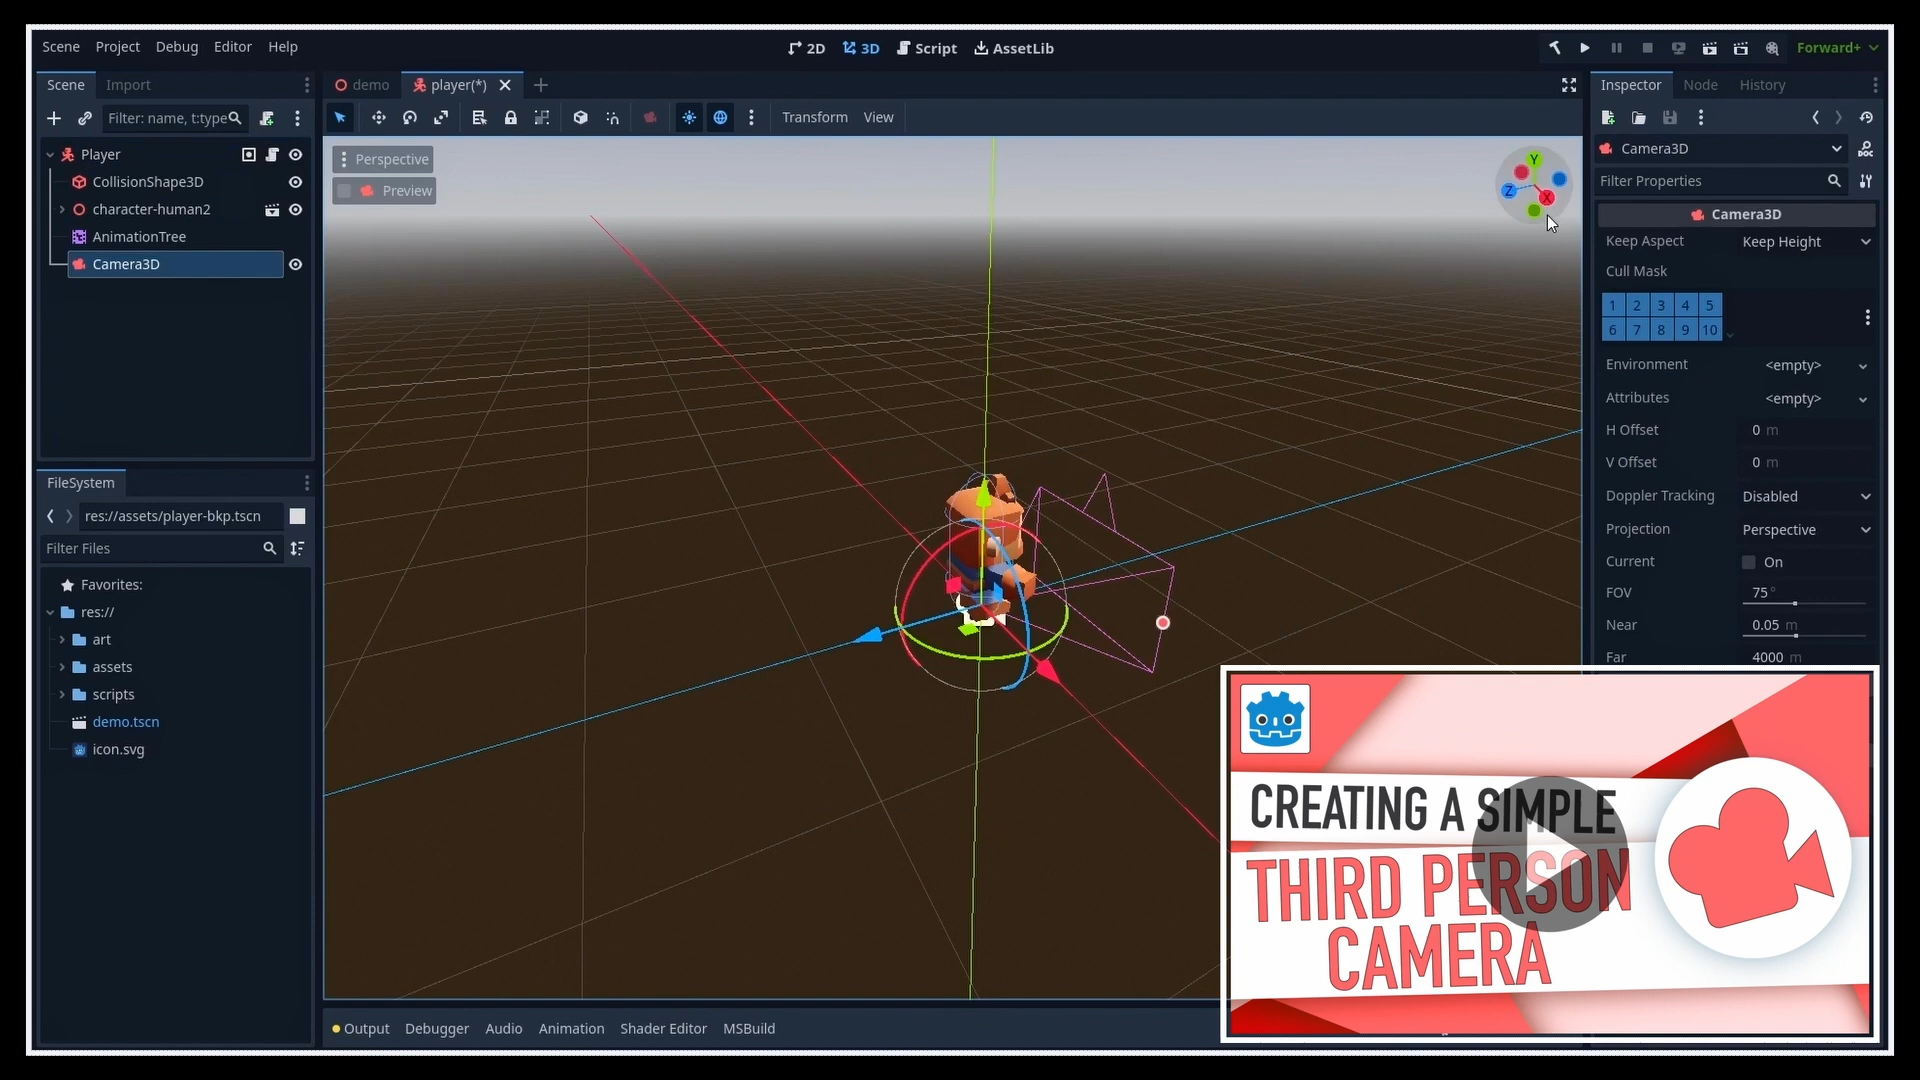 Scene Project Debug Editor Help
2D 3D Script AssetLib
Forward+
Scene Import
demo player(*)
Inspector Node History
Filter: name, t:type
Transform View
Player
CollisionShape3D
character-human2
AnimationTree
Camera3D
Perspective
Preview
Y
Z
X
Camera3D
Filter Properties
Camera3D
Keep Aspect Keep Height
Cull Mask
1 2 3 4 5
6 7 8 9 10
Environment <empty>
Attributes <empty>
H Offset 0 m
V Offset 0 m
Doppler Tracking Disabled
Projection Perspective
Current On
FOV 75 °
Near 0.05 m
Far 4000 m
FileSystem
res://assets/player-bkp.tscn
Filter Files
Favorites:
res://
art
assets
scripts
demo.tscn
icon.svg
Output Debugger Audio Animation Shader Editor MSBuild
CREATING A SIMPLE
THIRD PERSON
CAMERA